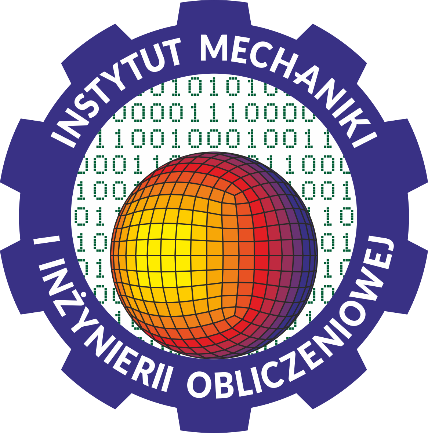 INSTYTUT MECHANIKI
I INŻYNIERII OBLICZENIOWEJ